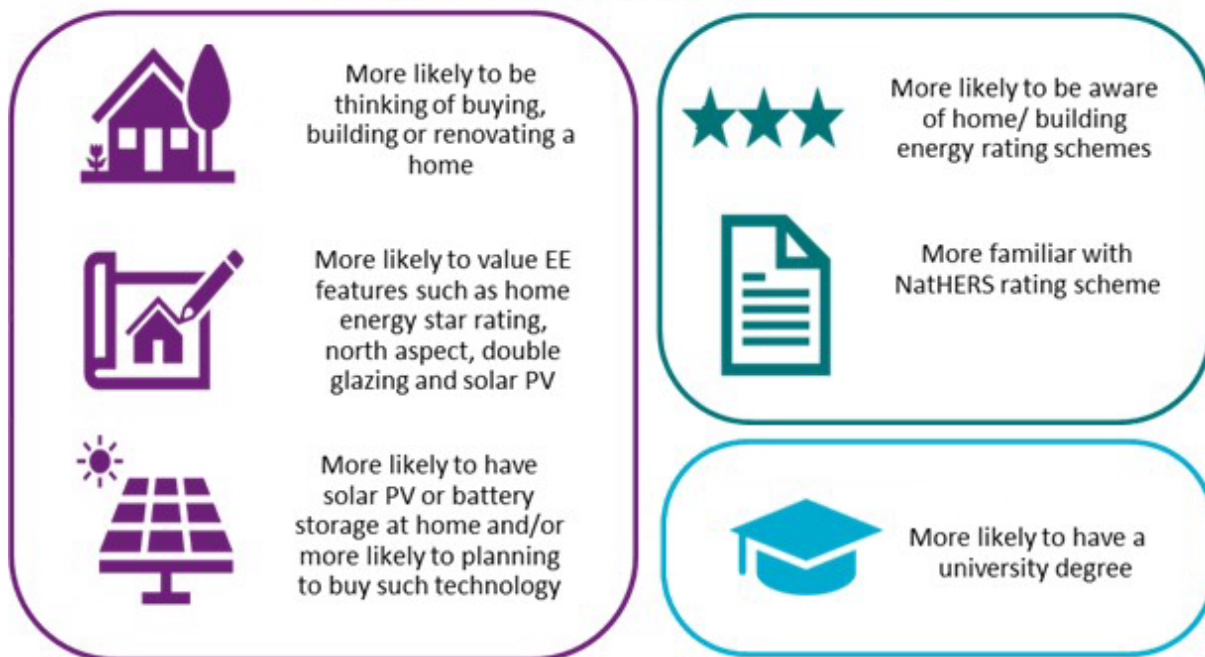 More likely to be
thinking of buying,
building or renovating a
home
More likely to value EE
features such as home
energy star rating,
north aspect, double
glazing and solar PV
More likely to have
solar PV or battery
storage at home and/or
more likely to planning
to buy such technology
More likely to be aware
of home/ building
energy rating schemes
More familiar with
NatHERS rating scheme
More likely to have a
university degree